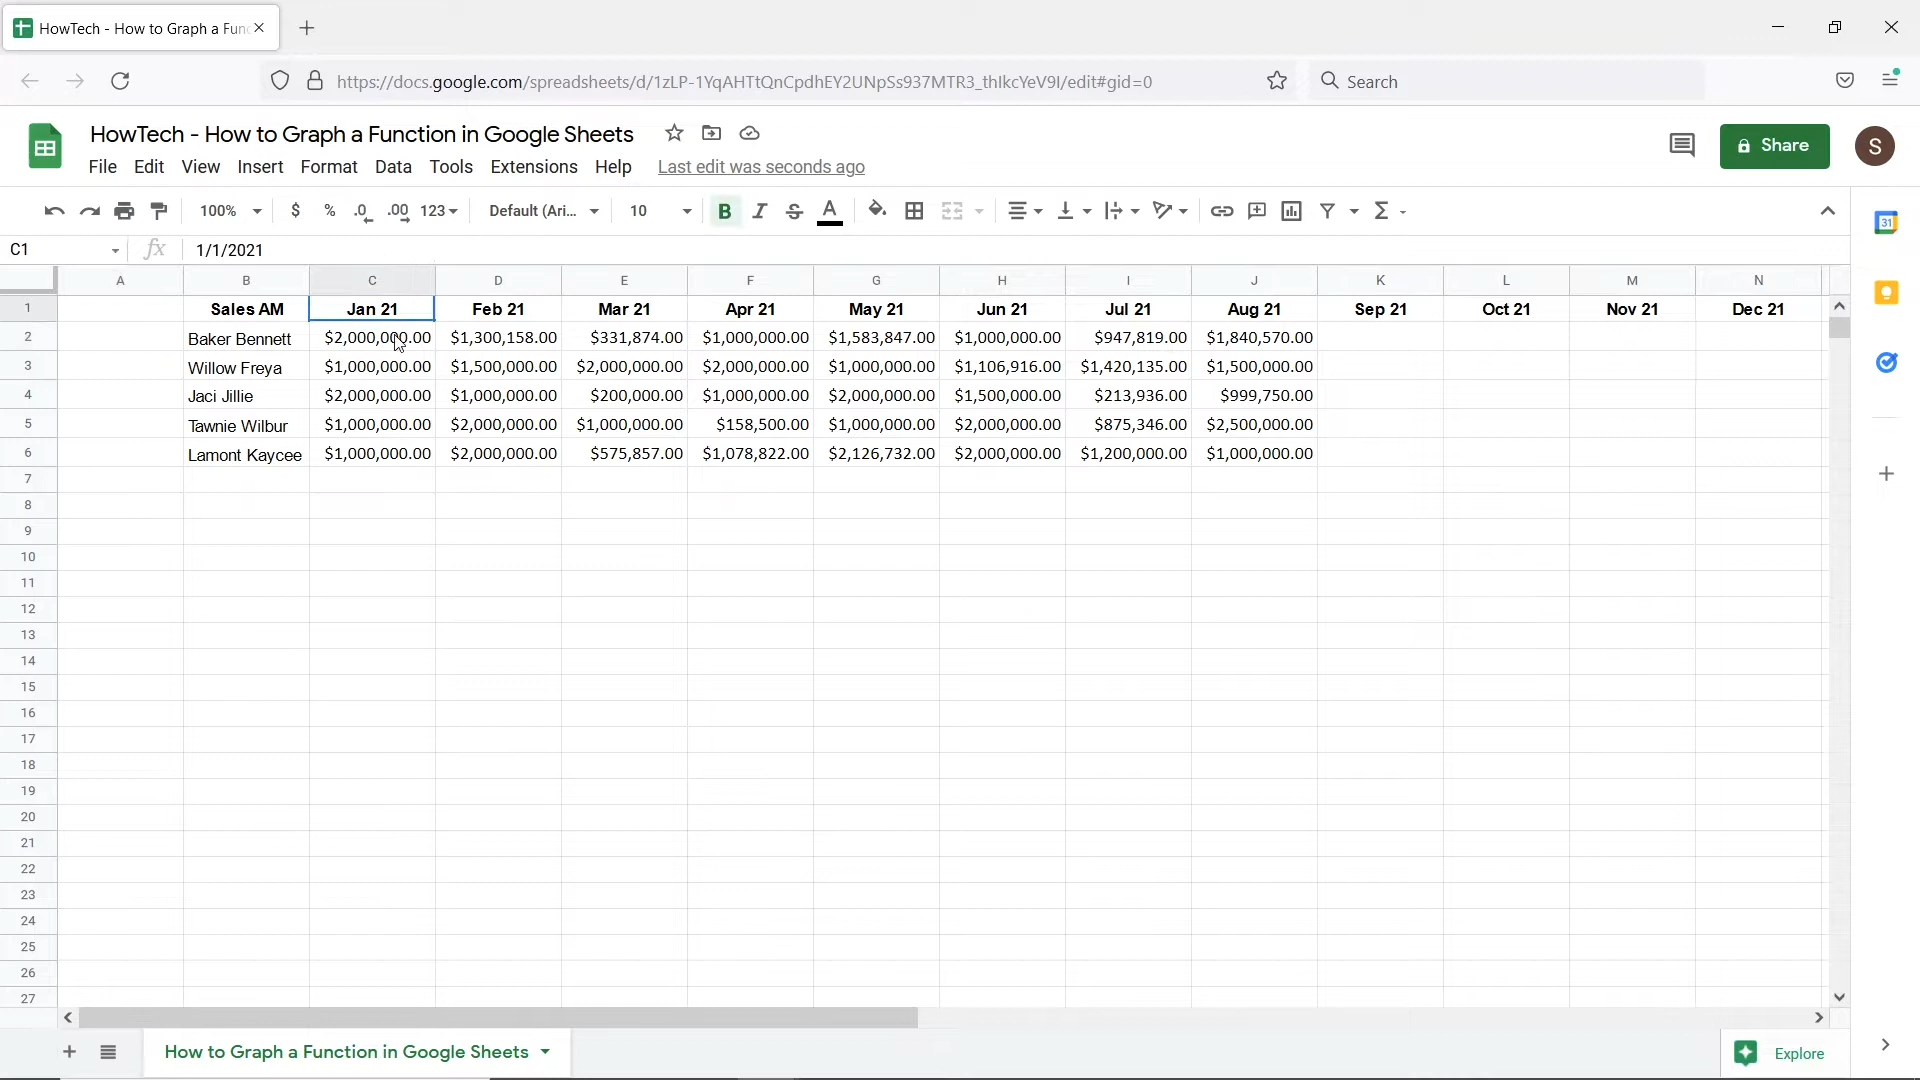 HowTech - How to Graph a Func
https://docs.google.com/spreadsheets/d/1zLP-1YqAHTtQnCpdhEY2UNpSs937MTR3_thIkcYeV9I/edit#gid=0
Search
HowTech - How to Graph a Function in Google Sheets
Share
S
File Edit View Insert Format Data Tools Extensions Help Last edit was seconds ago
100% $ % .0 .00 123 Default (Ari... 10 B I S A Σ
C1 fx 1/1/2021
31
A B C D E F G H I J K L M N
1 Sales AM Jan 21 Feb 21 Mar 21 Apr 21 May 21 Jun 21 Jul 21 Aug 21 Sep 21 Oct 21 Nov 21 Dec 21
2 Baker Bennett $2,000,000.00 $1,300,158.00 $331,874.00 $1,000,000.00 $1,583,847.00 $1,000,000.00 $947,819.00 $1,840,570.00
3 Willow Freya $1,000,000.00 $1,500,000.00 $2,000,000.00 $2,000,000.00 $1,000,000.00 $1,106,916.00 $1,420,135.00 $1,500,000.00
4 Jaci Jillie $2,000,000.00 $1,000,000.00 $200,000.00 $1,000,000.00 $2,000,000.00 $1,500,000.00 $213,936.00 $999,750.00
5 Tawnie Wilbur $1,000,000.00 $2,000,000.00 $1,000,000.00 $158,500.00 $1,000,000.00 $2,000,000.00 $875,346.00 $2,500,000.00
6 Lamont Kaycee $1,000,000.00 $2,000,000.00 $575,857.00 $1,078,822.00 $2,126,732.00 $2,000,000.00 $1,200,000.00 $1,000,000.00
7
8
9
10
11
12
13
14
15
16
17
18
19
20
21
22
23
24
25
26
27
How to Graph a Function in Google Sheets
Explore